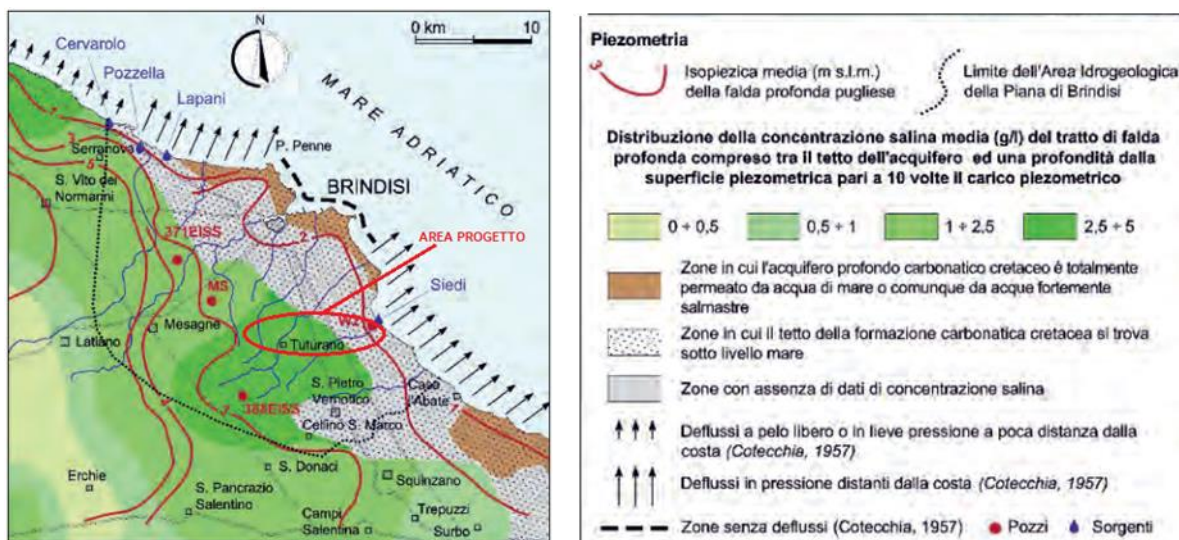 0 km 10
N
Cervarolo
Pozzella
Lapani
MARE ADRIATICO
P. Penne
Serranova
BRINDISI
S. Vito dei
Normanni
371EISS
AREA PROGETTO
2
5
Siedi
MS
Mesagne
Latiano
Tuturano
S. Pietro
Vernotico
388EISS
Cellino S. Marco
S. Donaci
Erchie
S. Pancrazio
Salentino
Squinzano
Campi
Salentina
Trepuzzi
Surbo
Piezometria
3
Isopiezica media (m s.l.m.)
della falda profonda pugliese
Limite dell'Area Idrogeologica
della Piana di Brindisi
Distribuzione della concentrazione salina media (g/l) del tratto di falda
profonda compreso tra il tetto dell'acquifero ed una profondità dalla
superficie piezometrica pari a 10 volte il carico piezometrico
0 ÷ 0,5
0,5 ÷ 1
1 ÷ 2,5
2,5 ÷ 5
Zone in cui l'acquifero profondo carbonatico cretaceo è totalmente
permeato da acqua di mare o comunque da acque fortemente
salmastre
Zone in cui il tetto della formazione carbonatica cretacea si trova
sotto livello mare
Zone con assenza di dati di concentrazione salina
Deflussi a pelo libero o in lieve pressione a poca distanza dalla
costa (Cotecchia, 1957)
Deflussi in pressione distanti dalla costa (Cotecchia, 1957)
Zone senza deflussi (Cotecchia, 1957)
Pozzi
Sorgenti